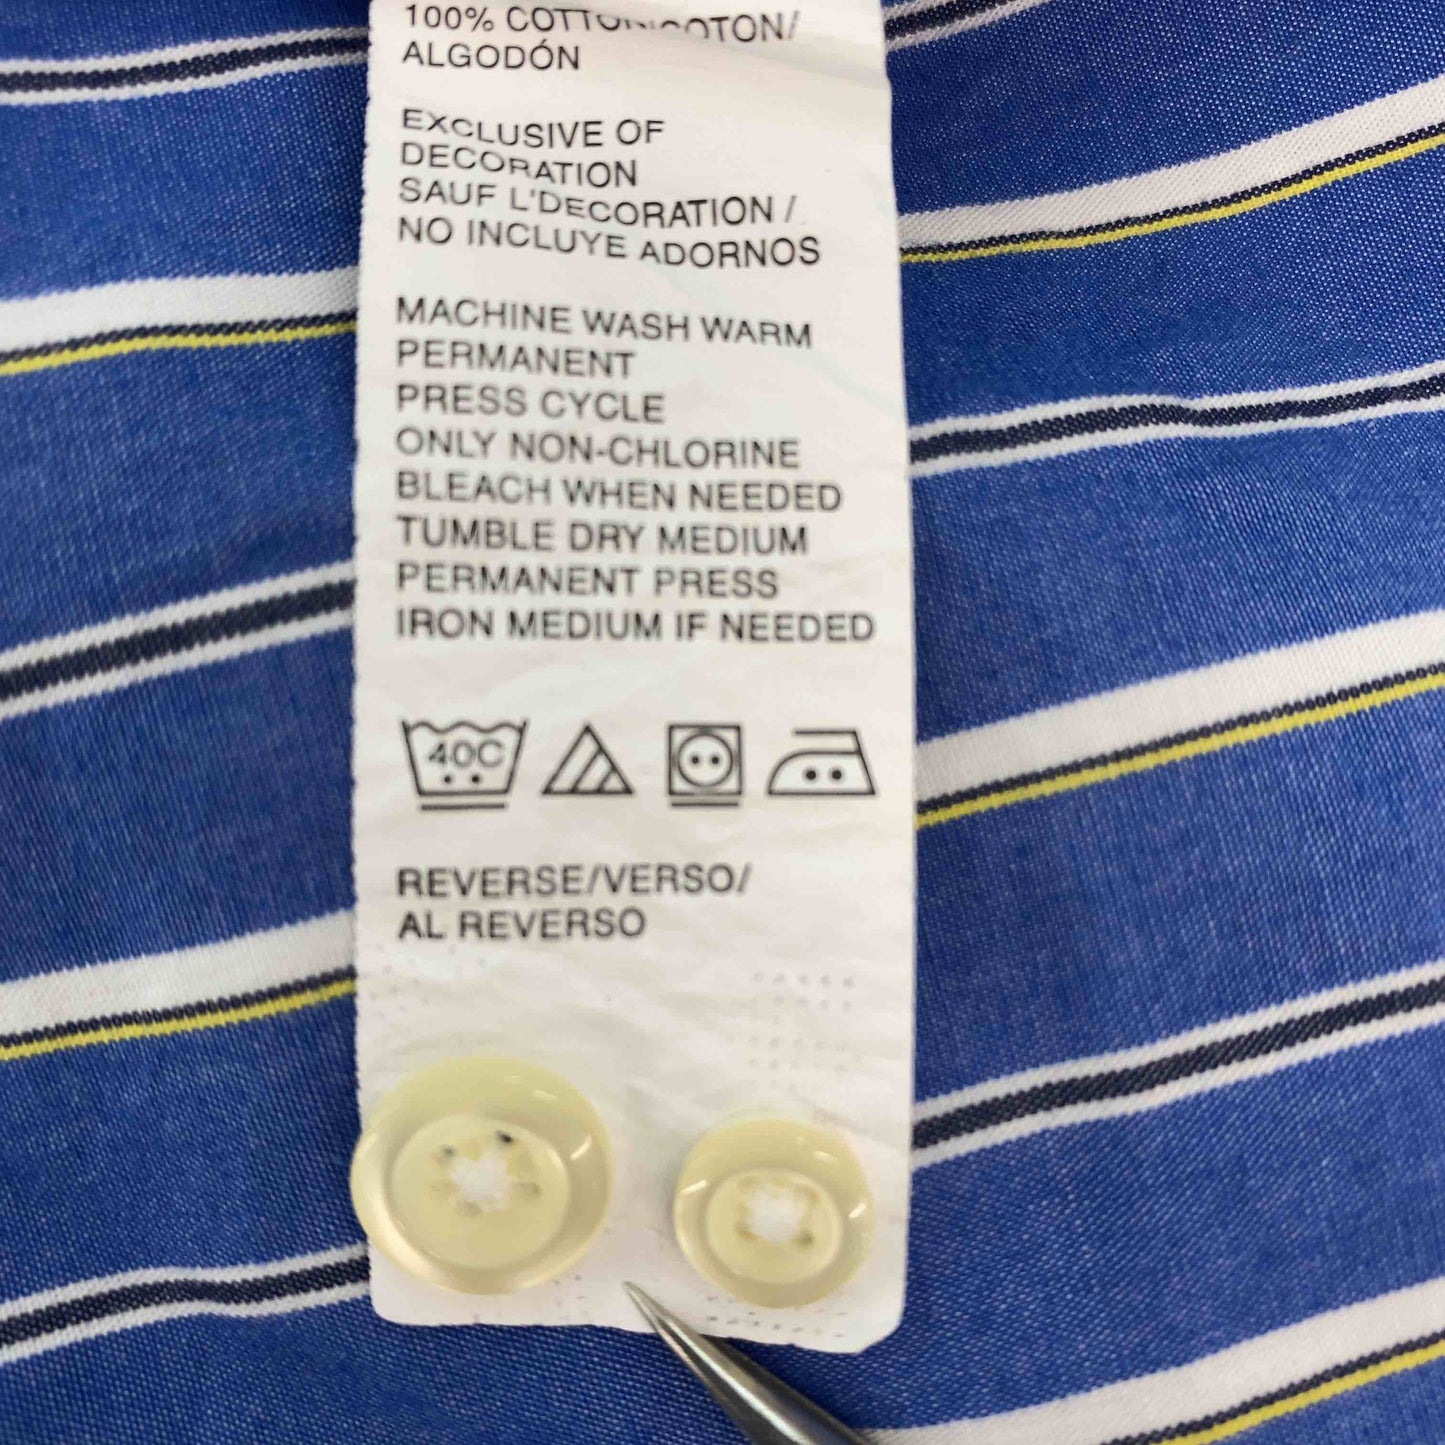 100% COTTON/COTON/
ALGODÓN
EXCLUSIVE OF
DECORATION
SAUF L'DECORATION /
NO INCLUYE ADORNOS
MACHINE WASH WARM
PERMANENT
PRESS CYCLE
ONLY NON-CHLORINE
BLEACH WHEN NEEDED
TUMBLE DRY MEDIUM
PERMANENT PRESS
IRON MEDIUM IF NEEDED
40C
REVERSE/VERSO/
AL REVERSO